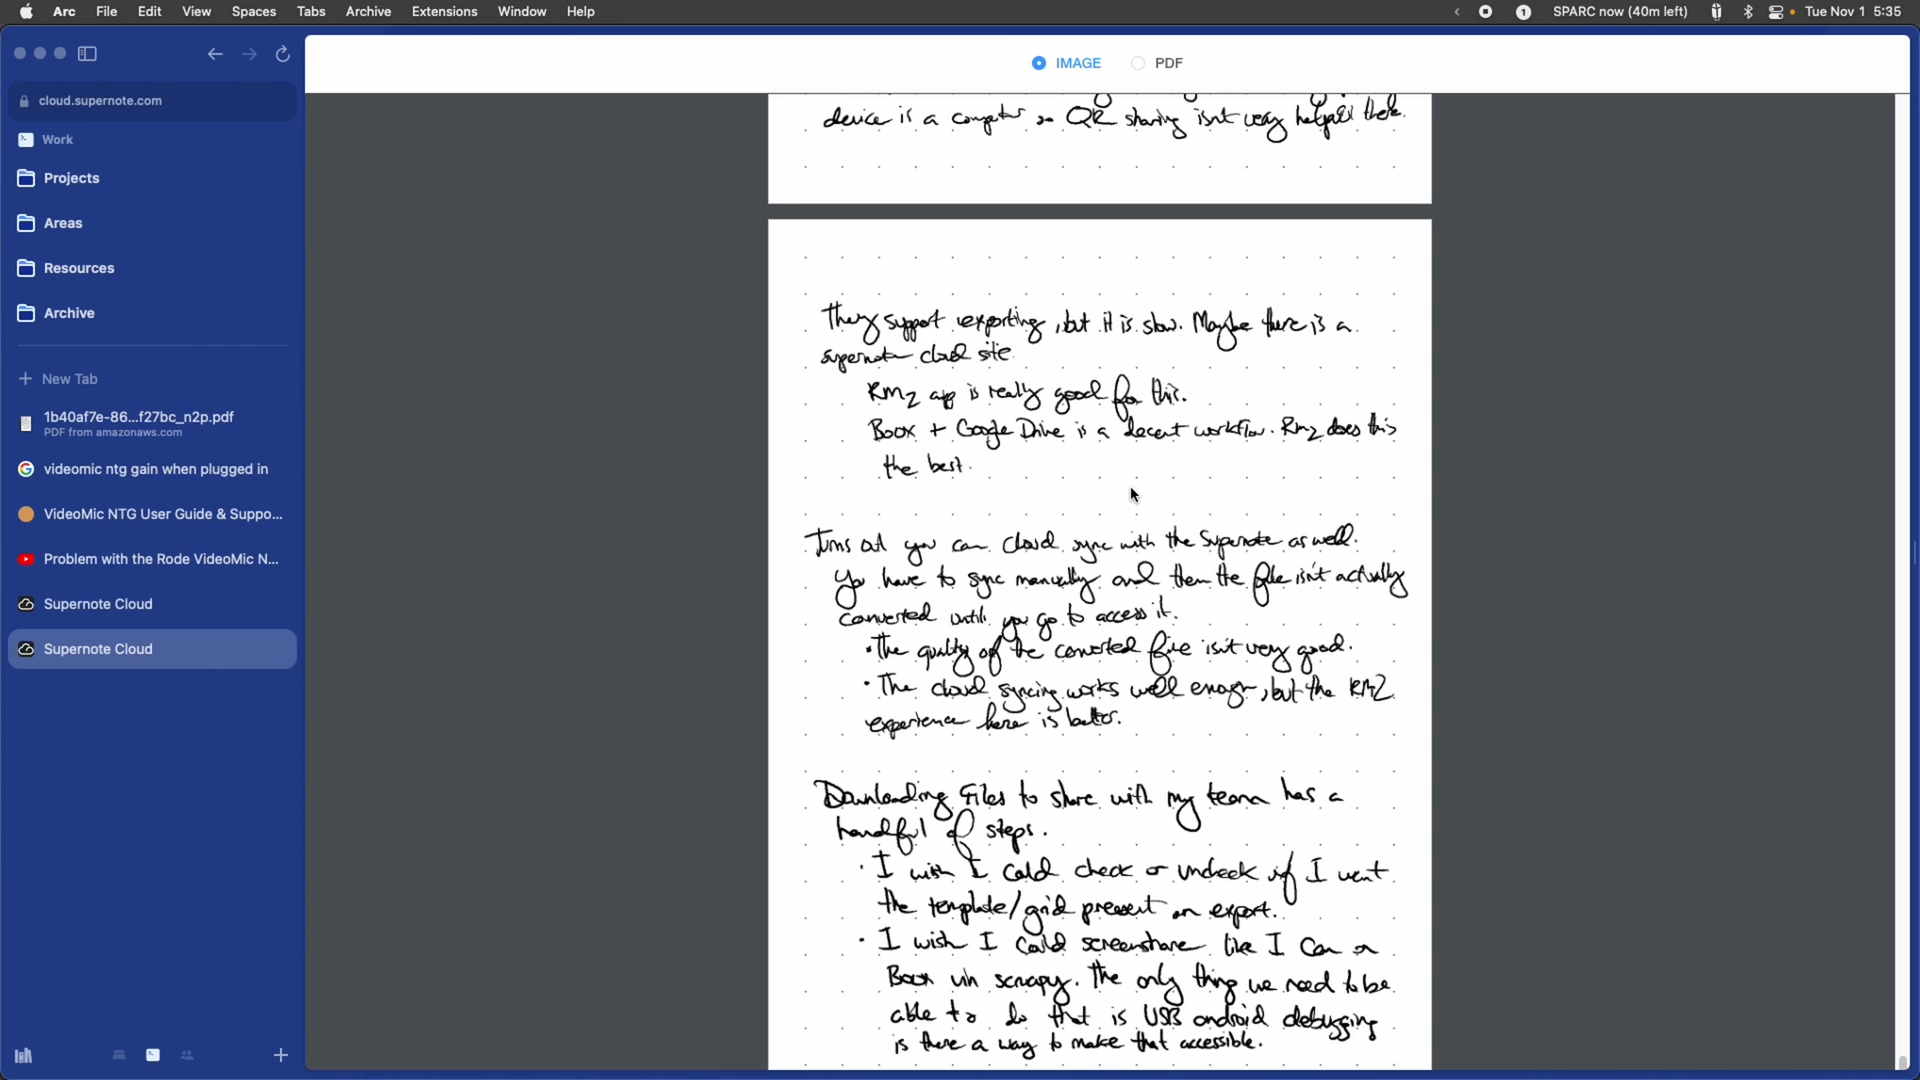 Arc File Edit View Spaces Tabs Archive Extensions Window Help
1 SPARC now (40m left) Tue Nov 1 5:35
cloud.supernote.com
Work
Projects
Areas
Resources
Archive
New Tab
1b40af7e-86...f27bc_n2p.pdf
PDF from amazonaws.com
videomic ntg gain when plugged in
VideoMic NTG User Guide & Suppo...
Problem with the Rode VideoMic N...
Supernote Cloud
Supernote Cloud
IMAGE PDF
device is a computer so QR sharing isnt very helpful there.
They support exporting, but it is slow. Maybe there is a
supernote cloud site
RM2 app is really good for this.
Boox + Google Drive is a decent workflow. Rm2 does this
the best.
Turns out you can cloud sync with the Supernote as well.
You have to sync manually and then the file isn't actually
converted until you go to access it.
• The quality of the converted file isn't very good.
• The cloud syncing works well enough, but the RM2
experience here is better.
Downloading files to share with my team has a
handful of steps.
• I wish I could check or uncheck if I want
the template/grid present on export.
• I wish I could screenshare like I can on
Boox via scrcpy. The only thing we need to be
able to do that is USB android debugging
is there a way to make that accessible.